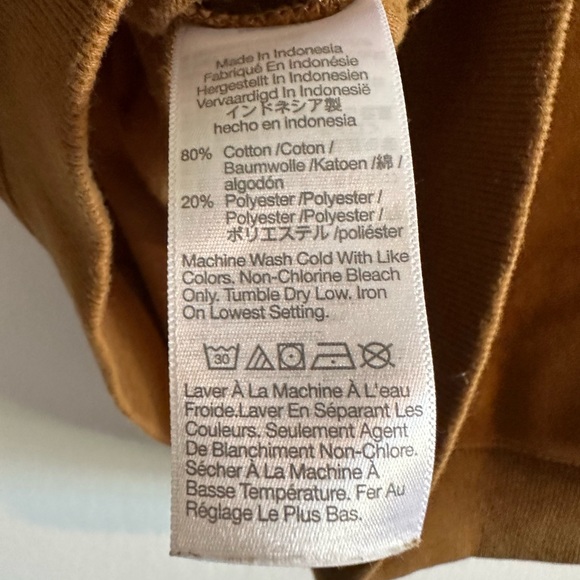 Made In Indonesia
Fabriqué En Indonésie
Hergestellt In Indonesien
Vervaardigd In Indonesië
インドネシア製
hecho en indonesia
80% Cotton /Coton /
Baumwolle /Katoen /綿 /
algodón
20% Polyester /Polyester /
Polyester /Polyester /
ポリエステル /poliéster
Machine Wash Cold With Like
Colors. Non-Chlorine Bleach
Only. Tumble Dry Low. Iron
On Lowest Setting.
30
Laver À La Machine À L'eau
Froide.Laver En Séparant Les
Couleurs. Seulement Agent
De Blanchiment Non-Chlore.
Sécher À La Machine À
Basse Température. Fer Au
Réglage Le Plus Bas.